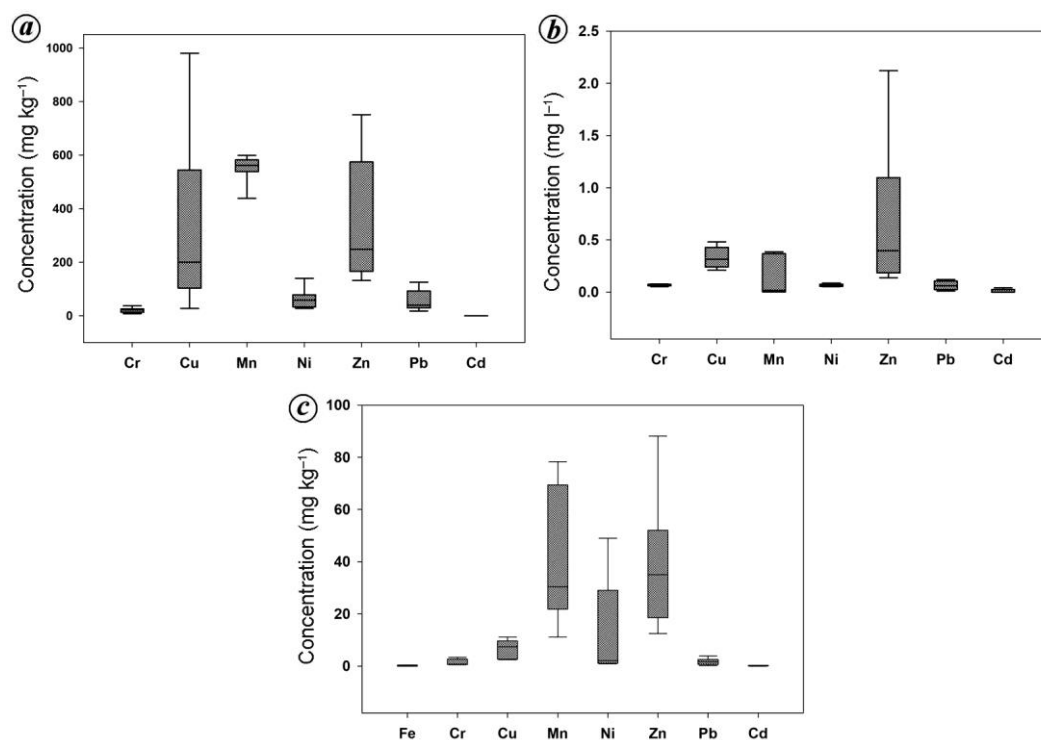 a
Concentration (mg kg⁻¹)
1000
800
600
400
200
0
Cr Cu Mn Ni Zn Pb Cd
b
Concentration (mg l⁻¹)
2.5
2.0
1.5
1.0
0.5
0.0
Cr Cu Mn Ni Zn Pb Cd
c
Concentration (mg kg⁻¹)
100
80
60
40
20
0
Fe Cr Cu Mn Ni Zn Pb Cd